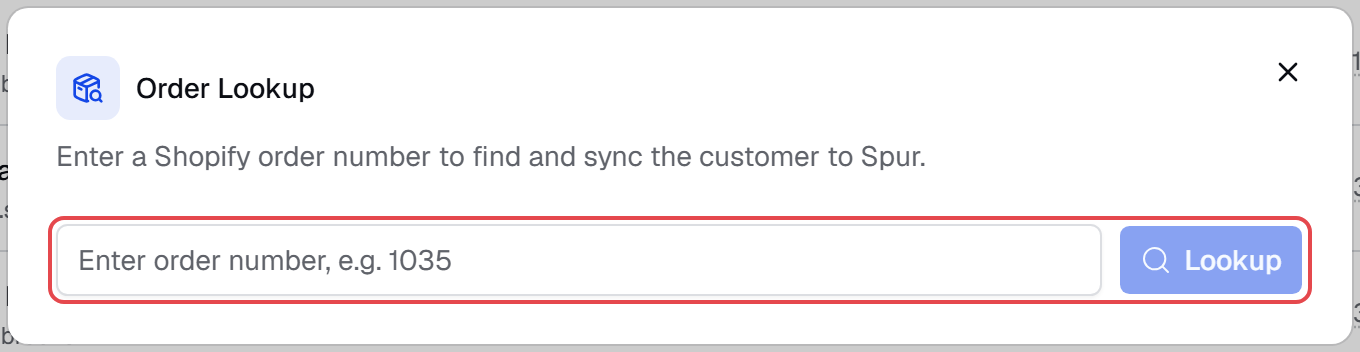 Order Lookup
Enter a Shopify order number to find and sync the customer to Spur.
Enter order number, e.g. 1035
Lookup